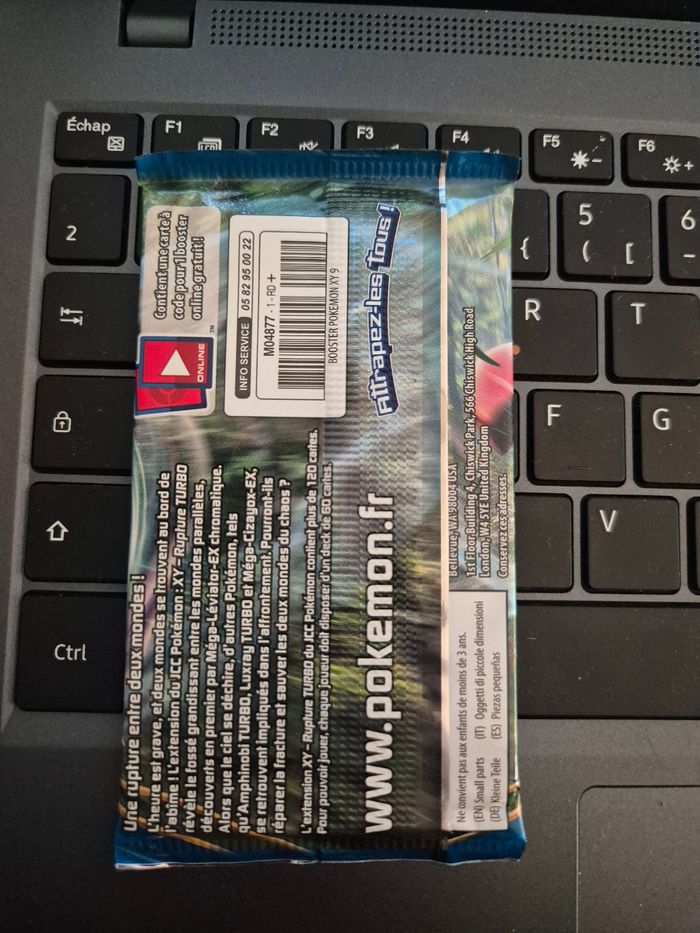 Une rupture entre deux mondes !
L'heure est grave, et deux mondes se trouvent au bord de
l'abîme ! L'extension du JCC Pokémon : XY – Rupture TURBO
révèle le fossé grandissant entre les mondes parallèles,
découverts en premier par Méga-Léviator-EX chromatique.
Alors que le ciel se déchire, d'autres Pokémon, tels
qu'Amphinobi TURBO, Luxray TURBO et Méga-Cizayox-EX,
se retrouvent impliqués dans l'affrontement ! Pourront-ils
réparer la fracture et sauver les deux mondes du chaos ?
L'extension XY – Rupture TURBO du JCC Pokémon contient plus de 120 cartes.
Pour pouvoir jouer, chaque joueur doit disposer d'un deck de 60 cartes.
www.pokemon.fr
ONLINE
TM
Contient une carte à
code pour 1 booster
online gratuit !
INFO SERVICE 05 82 95 00 22
M04877 - 1 - RD +
BOOSTER POKEMON XY 9
Attrapez-les tous !
Ne convient pas aux enfants de moins de 3 ans.
(EN) Small parts (IT) Oggetti di piccole dimensioni
(DE) Kleine Teile (ES) Piezas pequeñas
Bellevue, WA 98004 USA
1st Floor Building 4, Chiswick Park, 566 Chiswick High Road
London, W4 5YE United Kingdom
Conservez ces adresses.
Échap
F1
F2
F3
F4
F5
F6
2
{
5
( [
6
-
R
T
F
G
V
Ctrl